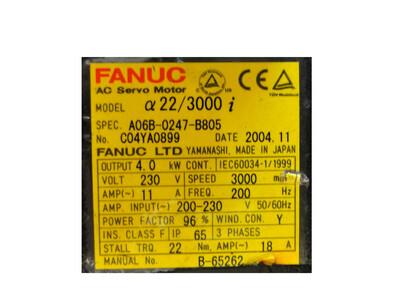 FANUC
AC Servo Motor
MODEL α22/3000 i
SPEC. A06B-0247-B805
No. C04YA0899 DATE 2004.11
FANUC LTD YAMANASHI, MADE IN JAPAN
OUTPUT 4.0 kW CONT. IEC60034-1/1999
VOLT 230 V SPEED 3000 min
AMP(~) 11 A FREQ. 200 Hz
AMP. INPUT(~) 200-230 V 50/60Hz
POWER FACTOR 96 % WIND.CON. Y
INS. CLASS F IP 65 3 PHASES
STALL TRQ. 22 Nm, AMP(~) 18 A
MANUAL No. B-65262